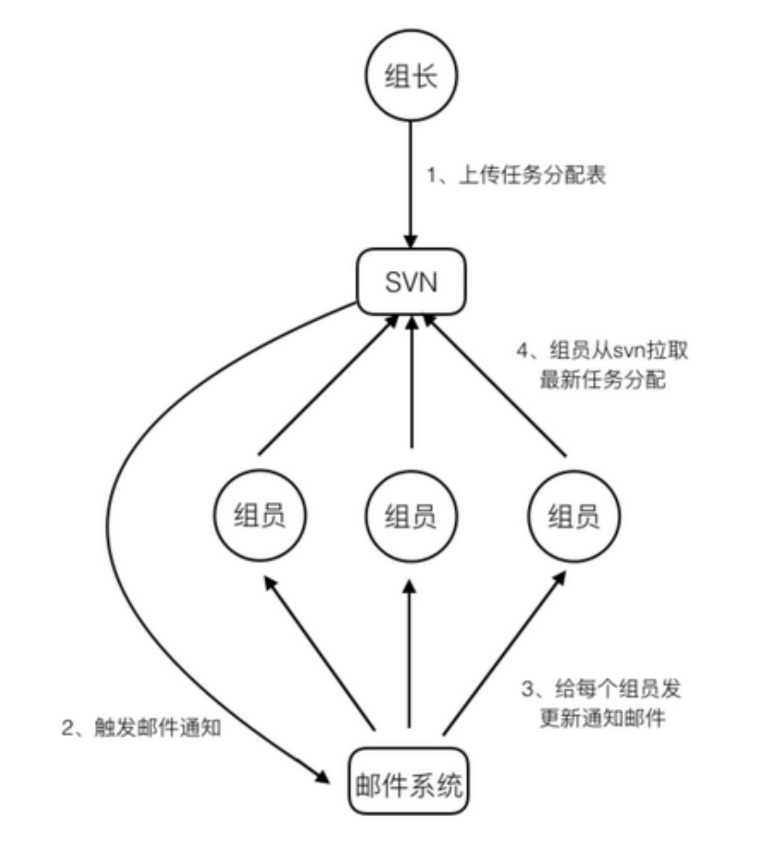 组长
1、上传任务分配表
SVN
4、组员从svn拉取
最新任务分配
组员
组员
组员
3、给每个组员发
更新通知邮件
2、触发邮件通知
邮件系统